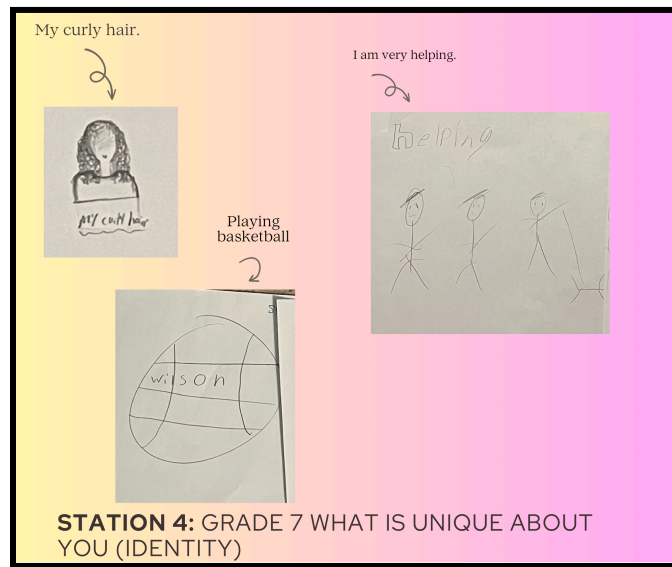 My curly hair.
I am very helping.
helping
My curly hair
Playing
basketball
wilson
STATION 4: GRADE 7 WHAT IS UNIQUE ABOUT
YOU (IDENTITY)